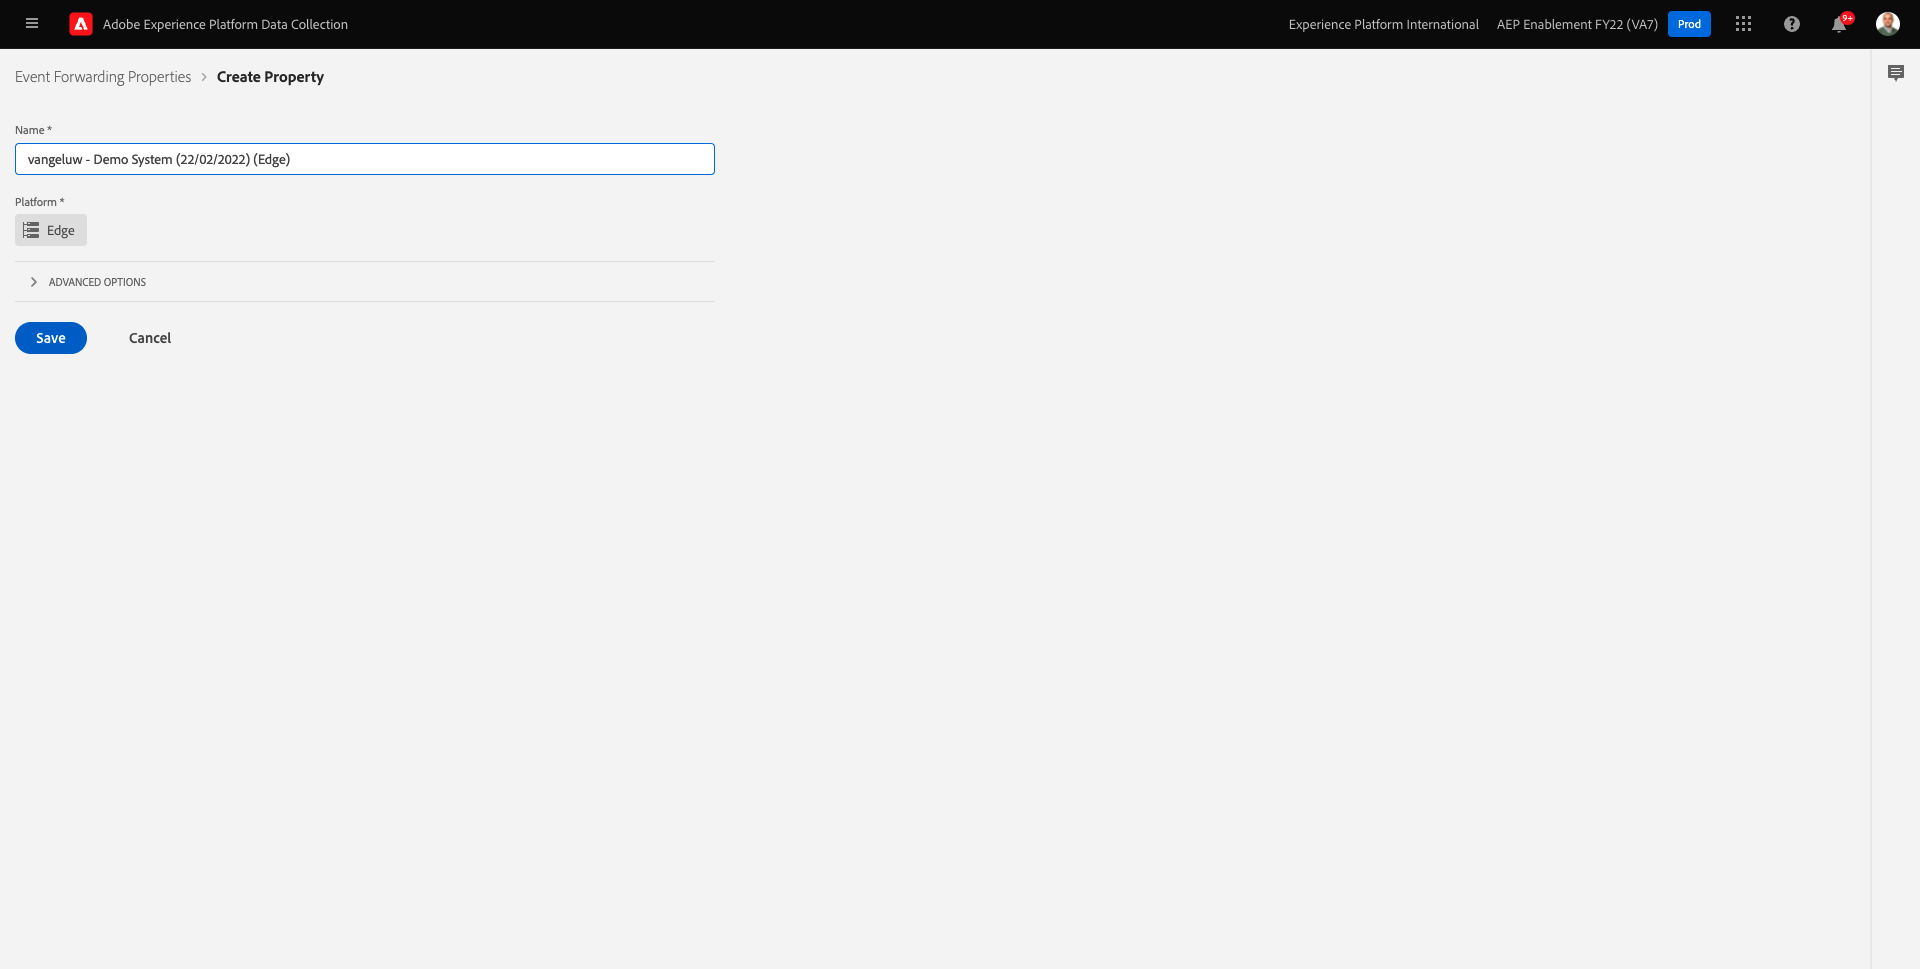 Adobe Experience Platform Data Collection
Experience Platform International
AEP Enablement FY22 (VA7)
Prod
9+
Event Forwarding Properties > Create Property
Name *
vangeluw - Demo System (22/02/2022) (Edge)
Platform *
Edge
ADVANCED OPTIONS
Save
Cancel